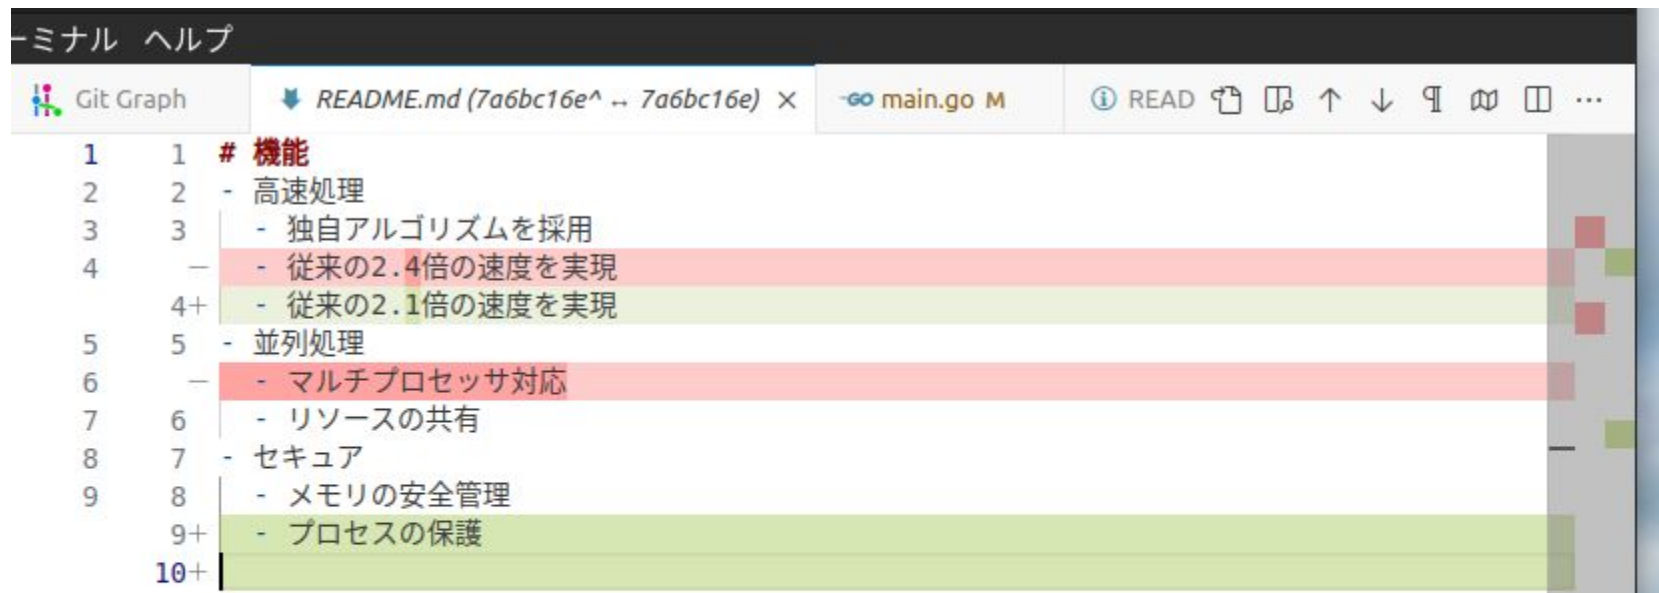 ーミナル ヘルプ
Git Graph README.md (7a6bc16e^ ↔ 7a6bc16e) × GO main.go M READ ¶ …
1 1 # 機能
2 2 - 高速処理
3 3 - 独自アルゴリズムを採用
4 — - 従来の2.4倍の速度を実現
4+ - 従来の2.1倍の速度を実現
5 5 - 並列処理
6 — - マルチプロセッサ対応
7 6 - リソースの共有
8 7 - セキュア
9 8 - メモリの安全管理
9+ - プロセスの保護
10+